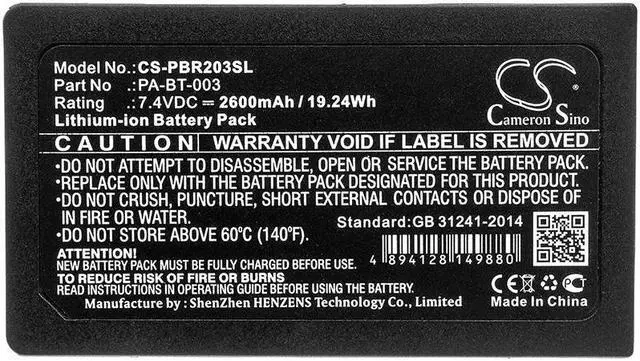 Model No.:CS-PBR203SL
Part No :PA-BT-003
Rating :7.4VDC ⎓ 2600mAh / 19.24Wh
Lithium-ion Battery Pack
CS
Cameron Sino
CAUTION WARRANTY VOID IF LABEL IS REMOVED
•DO NOT ATTEMPT TO DISASSEMBLE, OPEN OR SERVICE THE BATTERY PACK.
•REPLACE ONLY WITH THE BATTERY PACK DESIGNATED FOR THIS PRODUCT.
•DO NOT CRUSH, PUNCTURE, SHORT EXTERNAL CONTACTS OR DISPOSE OF
IN FIRE OR WATER.
•DO NOT STORE ABOVE 60℃ (140℉).
Standard:GB 31241-2014
ATTENTION!
NEW BATTERY PACK MUST BE FULLY CHARGED BEFORE USE.
TO REDUCE RISK OF FIRE OR BURNS
READ INSTRUCTIONS IN OPERATING GUIDE BEFORE USING THE BATTERY.
Manufacture by : ShenZhen HENZENS Technology Co., Limited
4 894128 149880
CE
Made In China